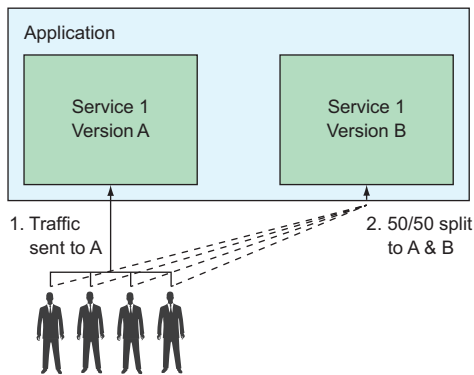 Application
Service 1
Version A
Service 1
Version B
1. Traffic
sent to A
2. 50/50 split
to A & B